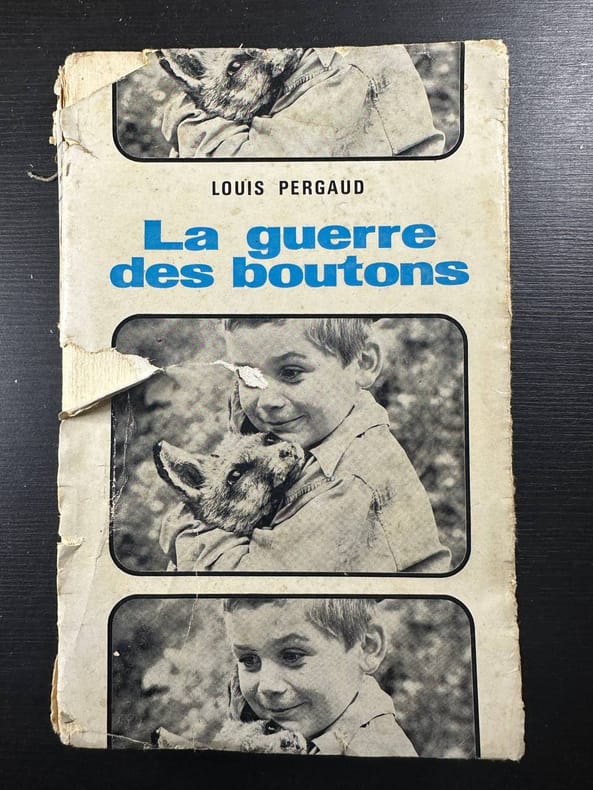 LOUIS PERGAUD
La guerre
des boutons